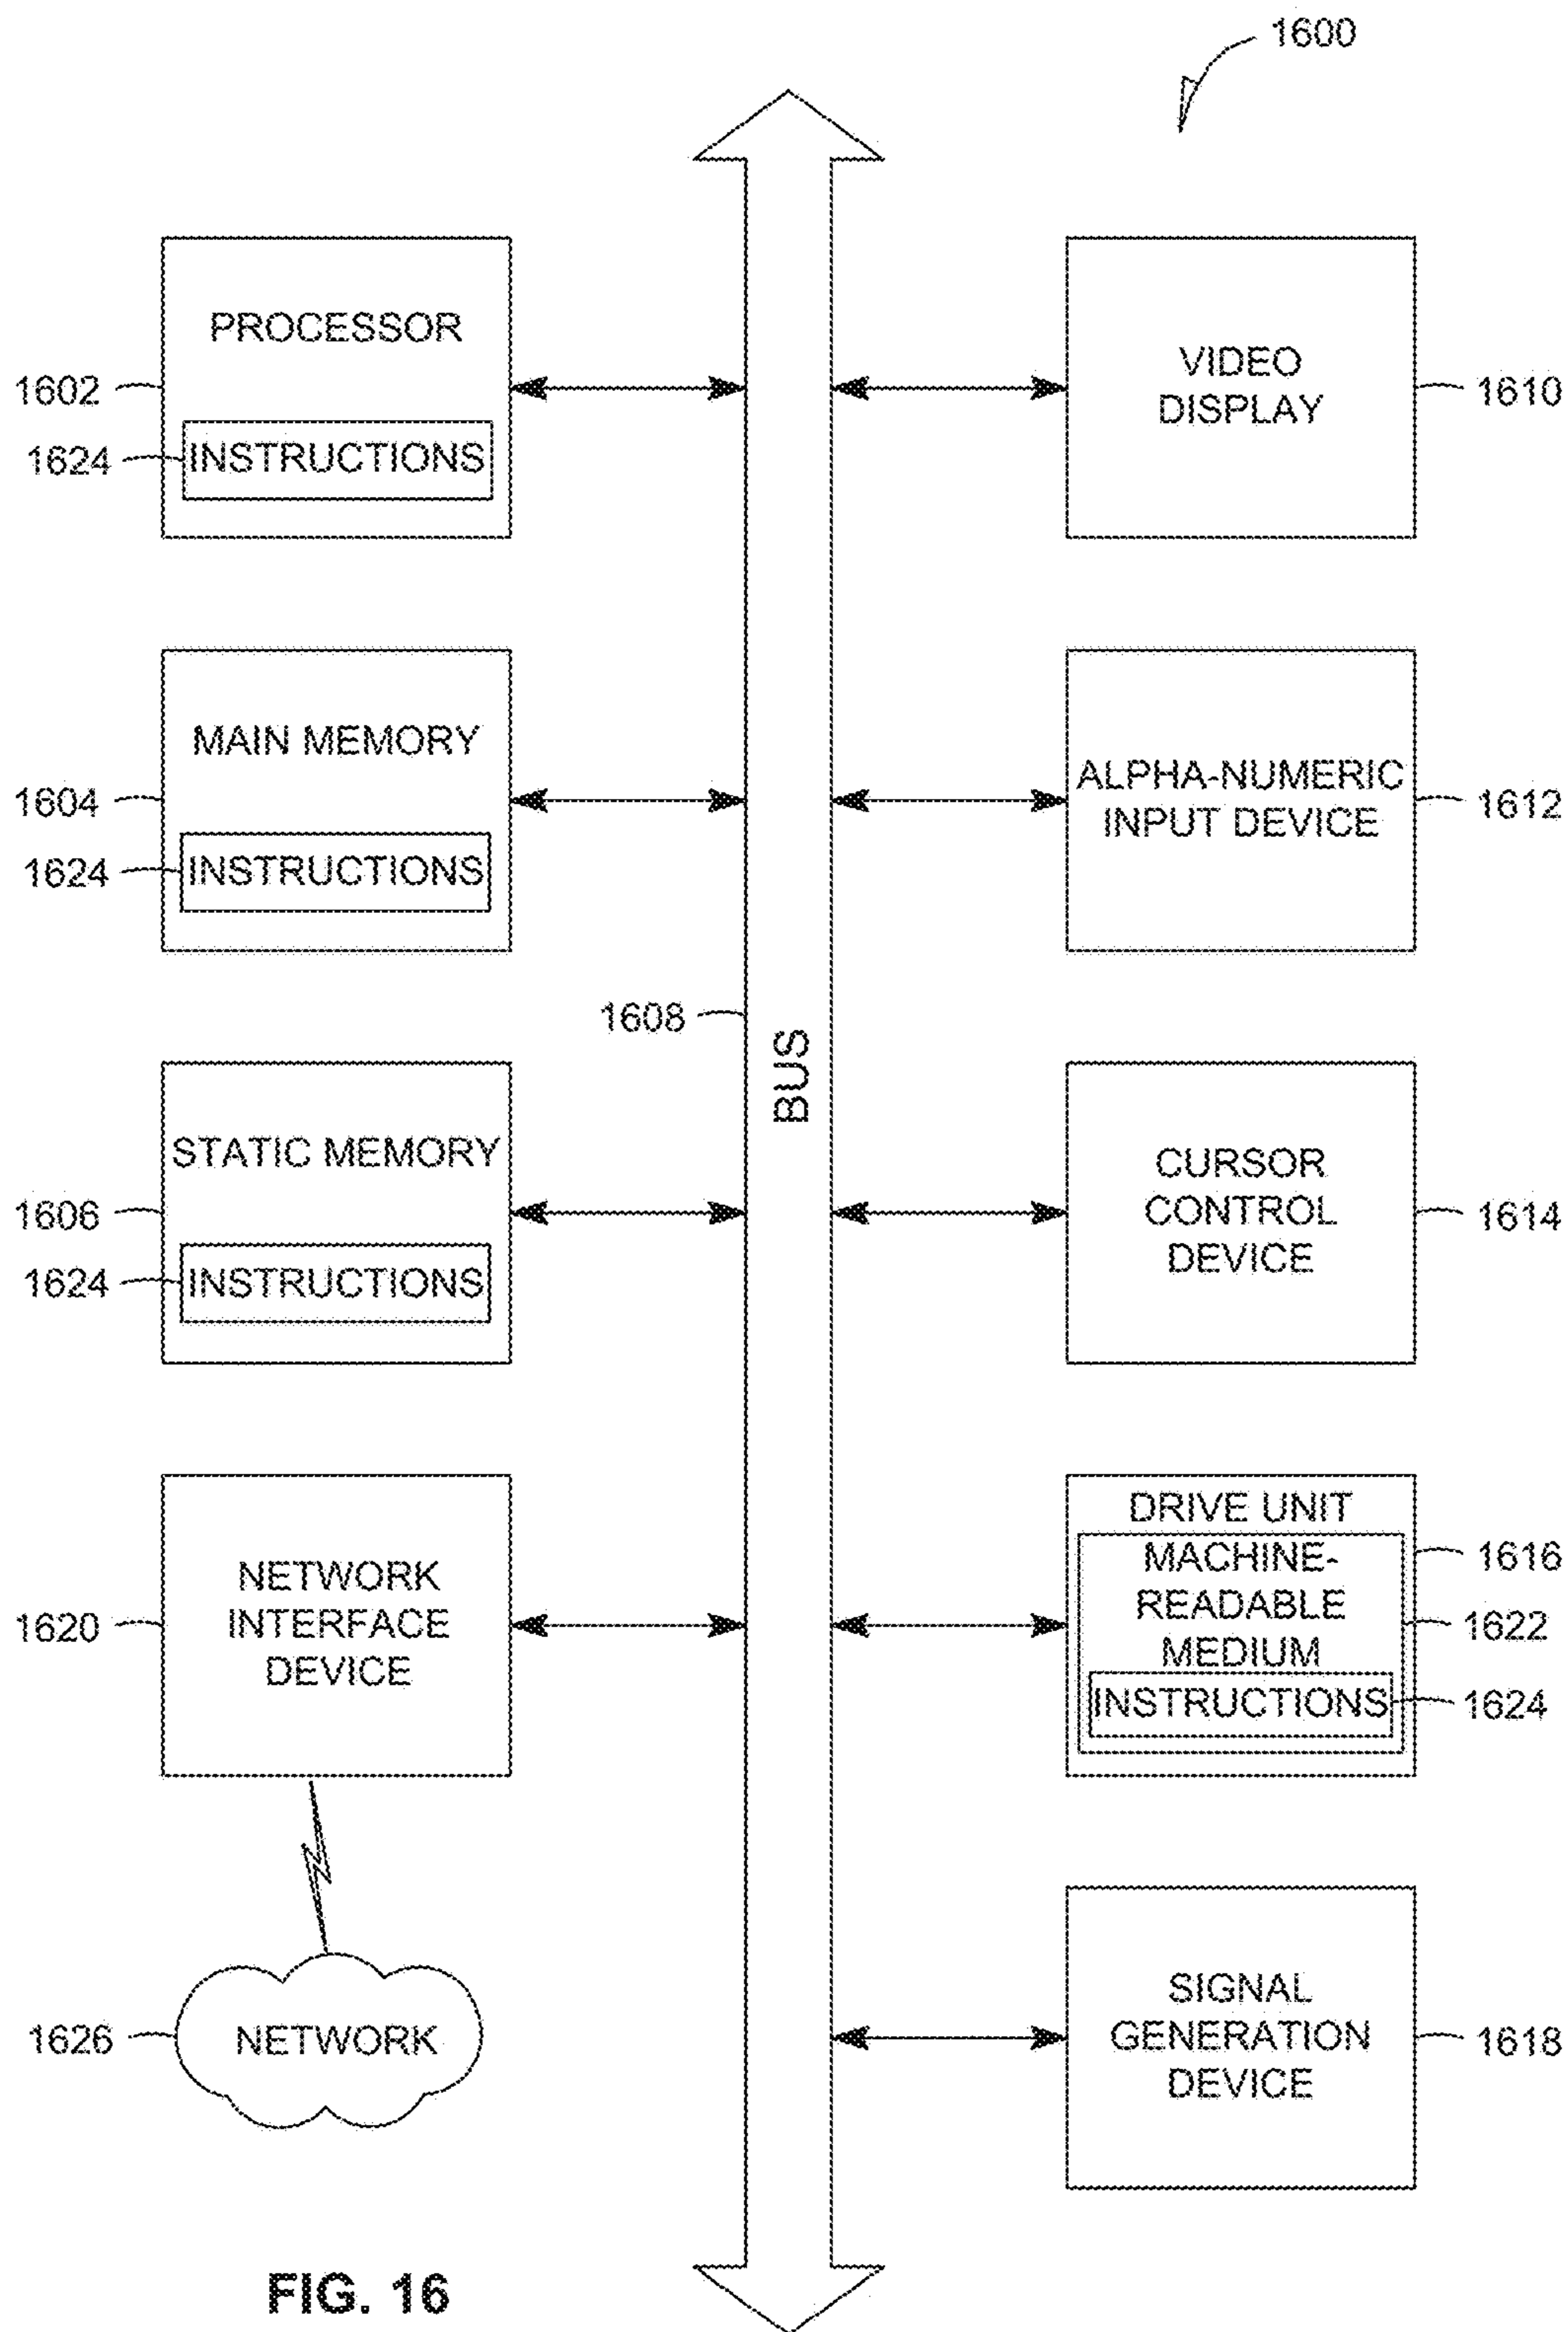 1600
PROCESSOR
1602
1624
INSTRUCTIONS
VIDEO
DISPLAY
1610
MAIN MEMORY
1604
1624
INSTRUCTIONS
ALPHA-NUMERIC
INPUT DEVICE
1612
1608
BUS
STATIC MEMORY
1606
1624
INSTRUCTIONS
CURSOR
CONTROL
DEVICE
1614
NETWORK
INTERFACE
DEVICE
1620
DRIVE UNIT
MACHINE-
READABLE
MEDIUM
INSTRUCTIONS
1616
1622
1624
1626
NETWORK
SIGNAL
GENERATION
DEVICE
1618
FIG. 16